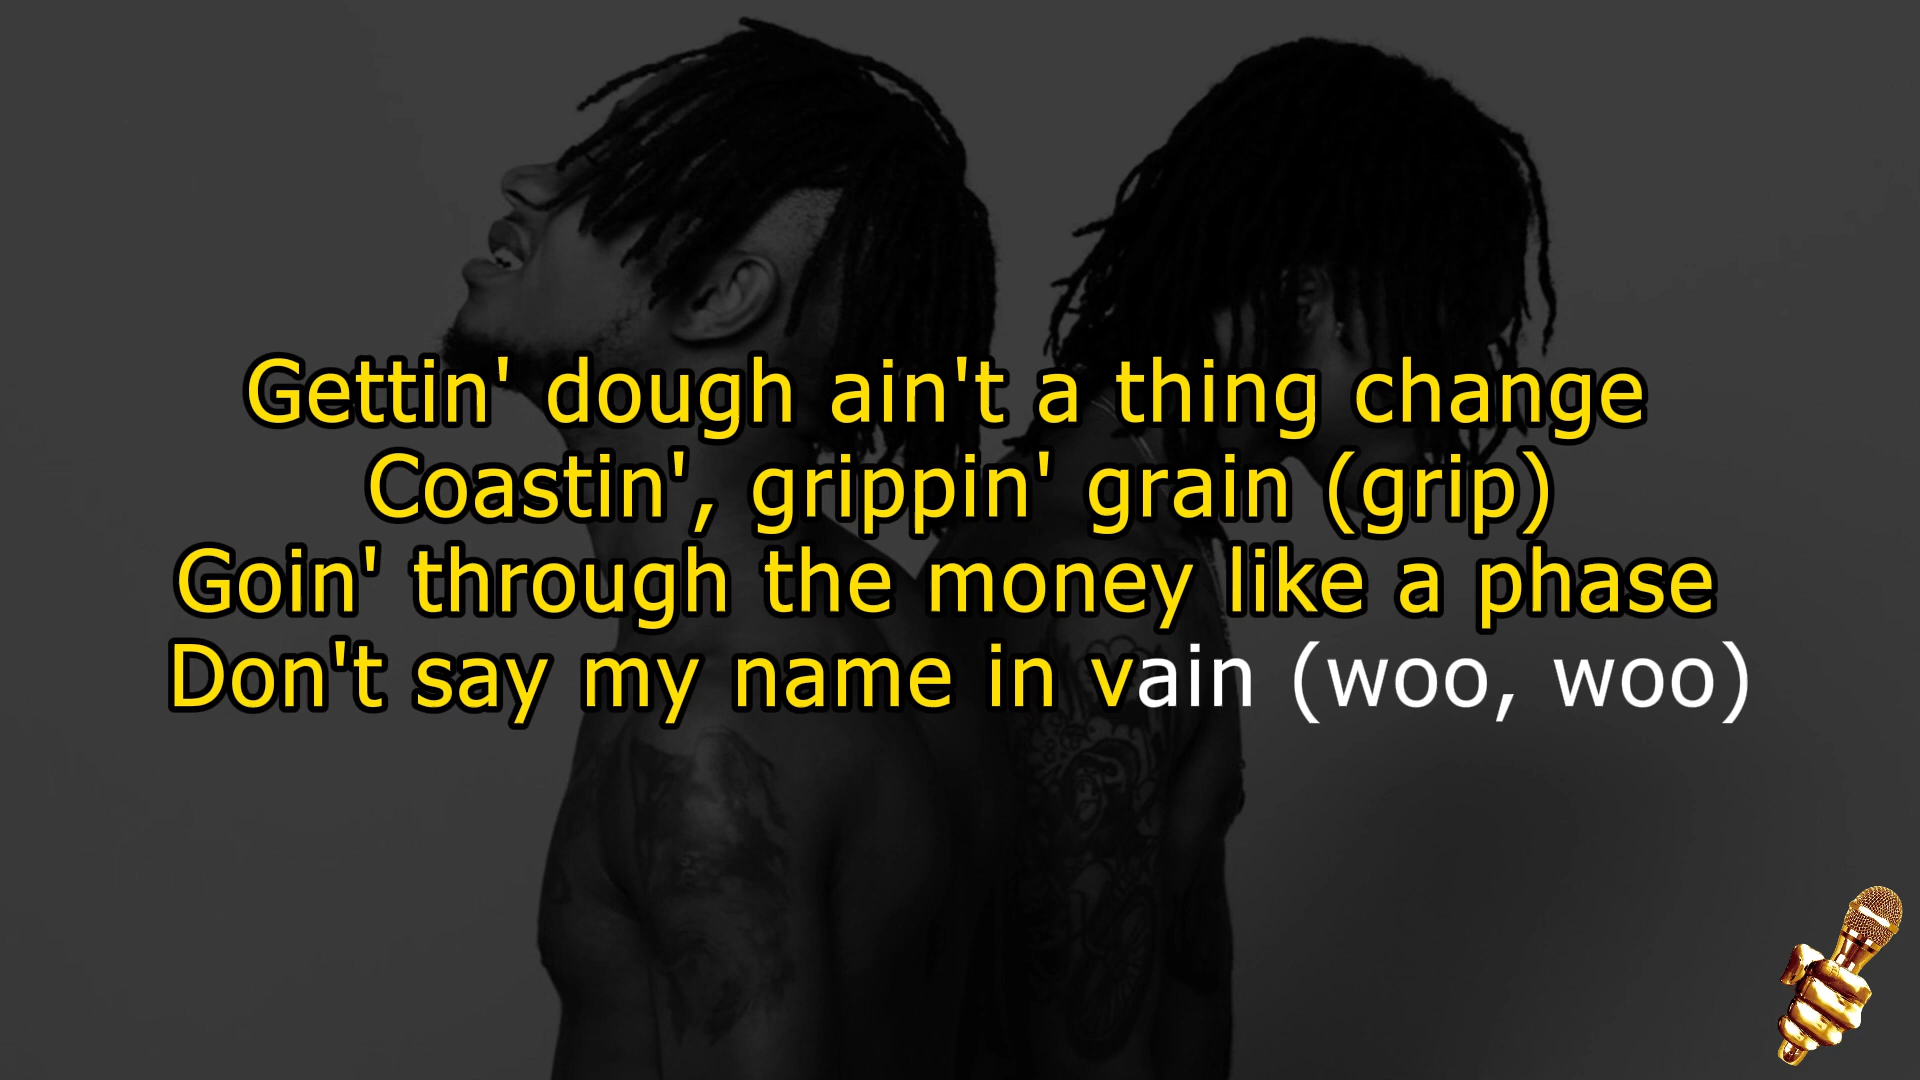 Gettin' dough ain't a thing change
Coastin', grippin' grain (grip)
Goin' through the money like a phase
Don't say my name in vain (woo, woo)